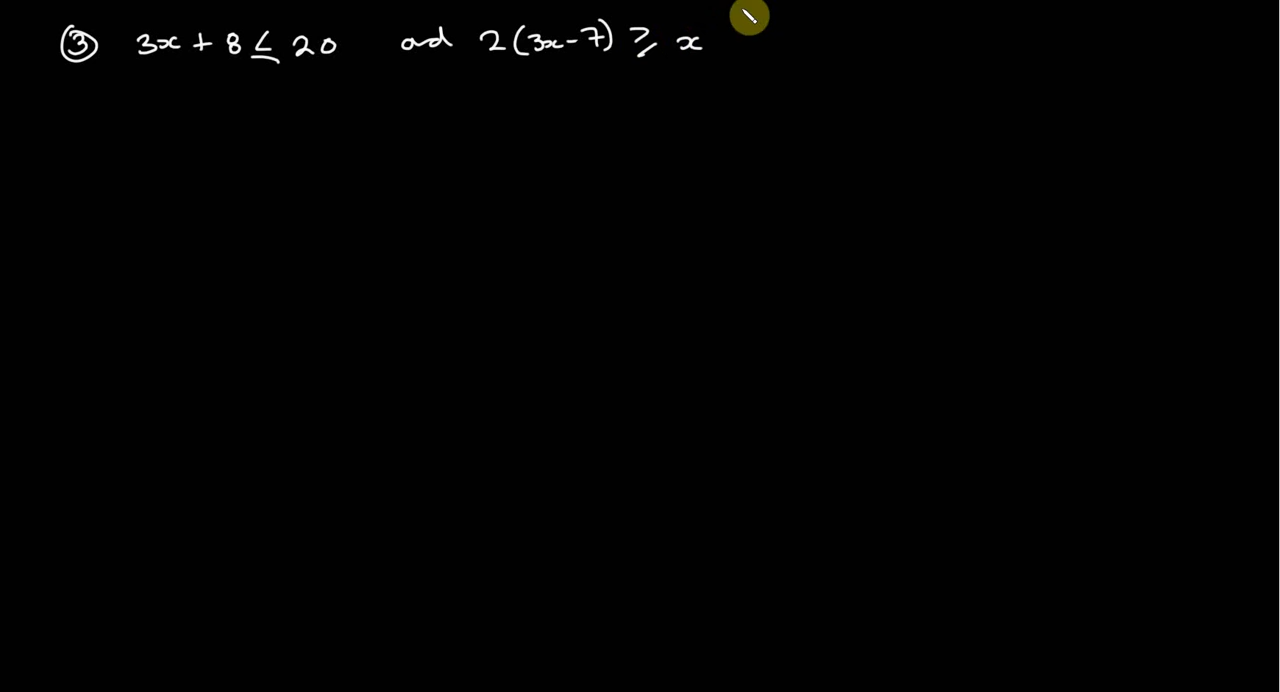 ③ 3x + 8 ≤ 20 and 2(3x - 7) ≥ x